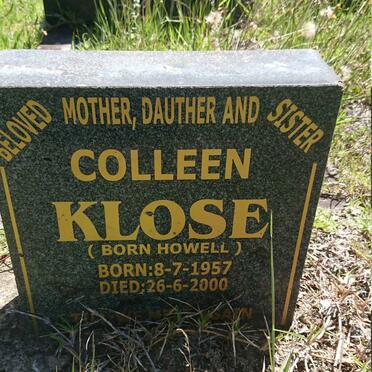 BELOVED MOTHER, DAUTHER AND SISTER
COLLEEN
KLOSE
( BORN HOWELL )
BORN:8-7-1957
DIED:26-6-2000